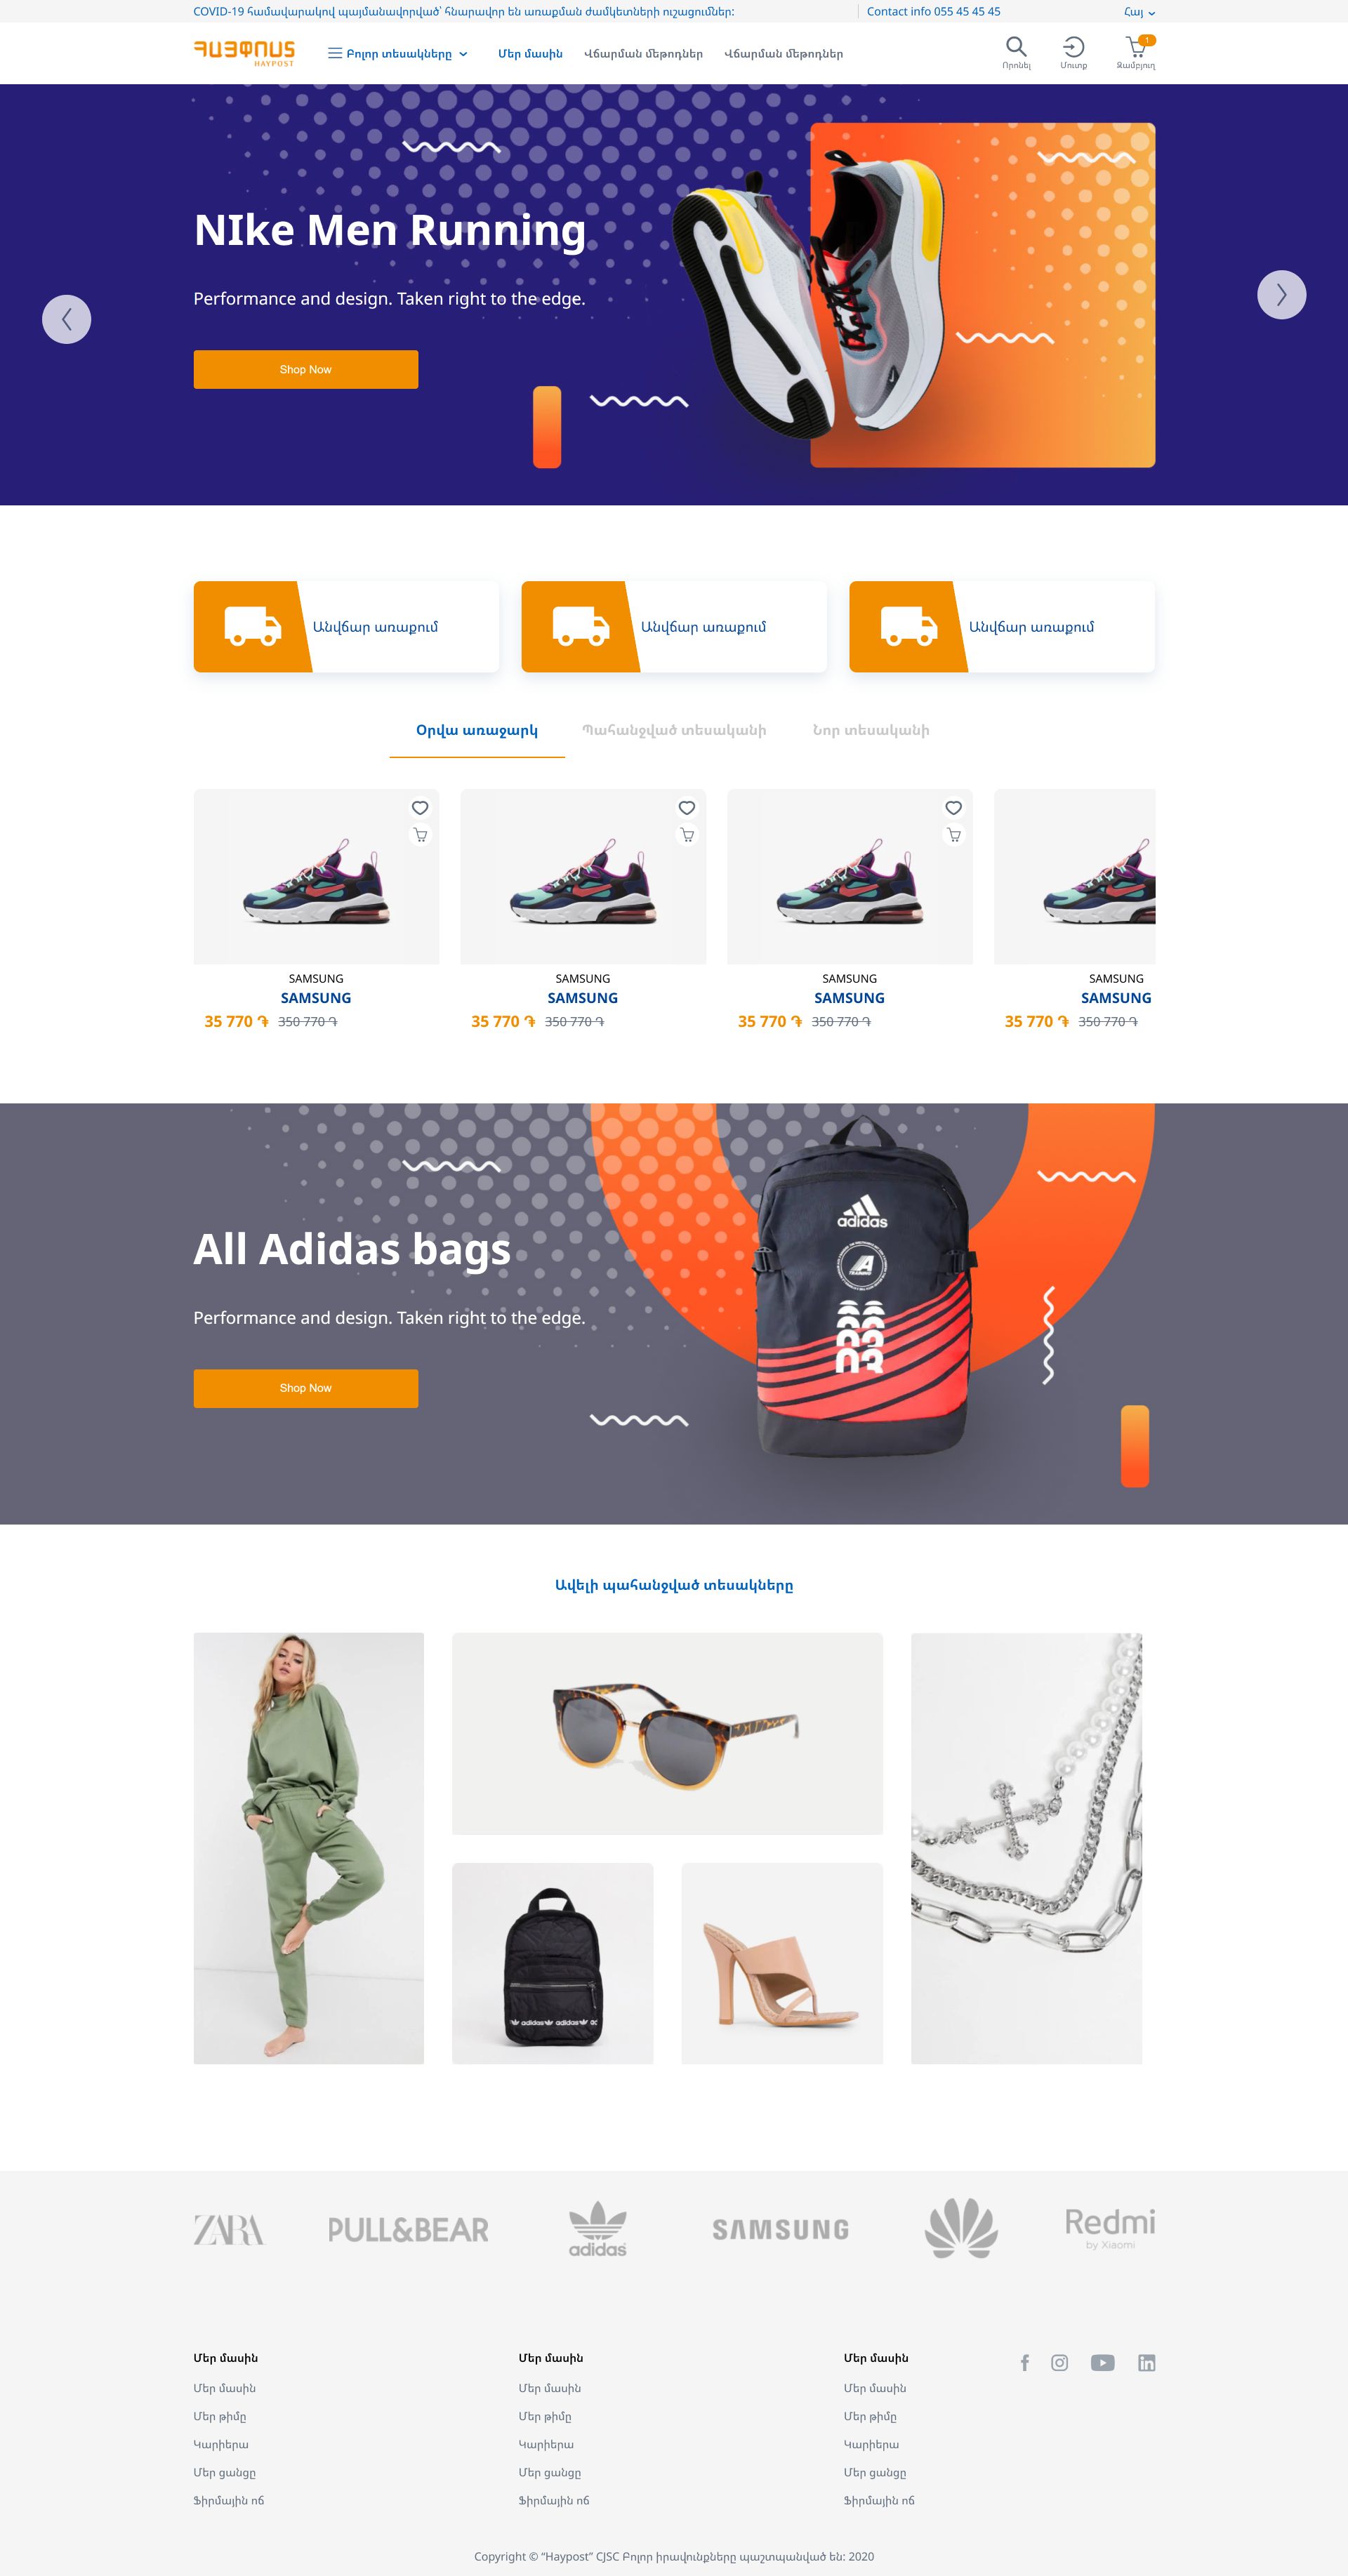 COVID-19 համավարակով պայմանավորված՝ հնարավոր են առաքման ժամկետների ուշացումներ:
Contact info 055 45 45 45
Հայ
ՀԱՅՓՈՍՏ
HAYPOST
Բոլոր տեսակները
Մեր մասին
Վճարման մեթոդներ
Վճարման մեթոդներ
Որոնել
Մուտք
1
Զամբյուղ
NIke Men Running
Performance and design. Taken right to the edge.
Shop Now
Անվճար առաքում
Անվճար առաքում
Անվճար առաքում
Օրվա առաջարկ
Պահանջված տեսականի
Նոր տեսականի
SAMSUNG
SAMSUNG
35 770 ֏ 350 770 ֏
SAMSUNG
SAMSUNG
35 770 ֏ 350 770 ֏
SAMSUNG
SAMSUNG
35 770 ֏ 350 770 ֏
SAMSUNG
SAMSUNG
35 770 ֏ 350 770 ֏
All Adidas bags
Performance and design. Taken right to the edge.
Shop Now
adidas
Ավելի պահանջված տեսակները
adidas adidas
ZARA
PULL&BEAR
adidas
SAMSUNG
Redmi
by Xiaomi
Մեր մասին
Մեր մասին
Մեր թիմը
Կարիերա
Մեր ցանցը
Ֆիրմային ոճ
Մեր մասին
Մեր մասին
Մեր թիմը
Կարիերա
Մեր ցանցը
Ֆիրմային ոճ
Մեր մասին
Մեր մասին
Մեր թիմը
Կարիերա
Մեր ցանցը
Ֆիրմային ոճ
Copyright © “Haypost” CJSC Բոլոր իրավունքները պաշտպանված են: 2020